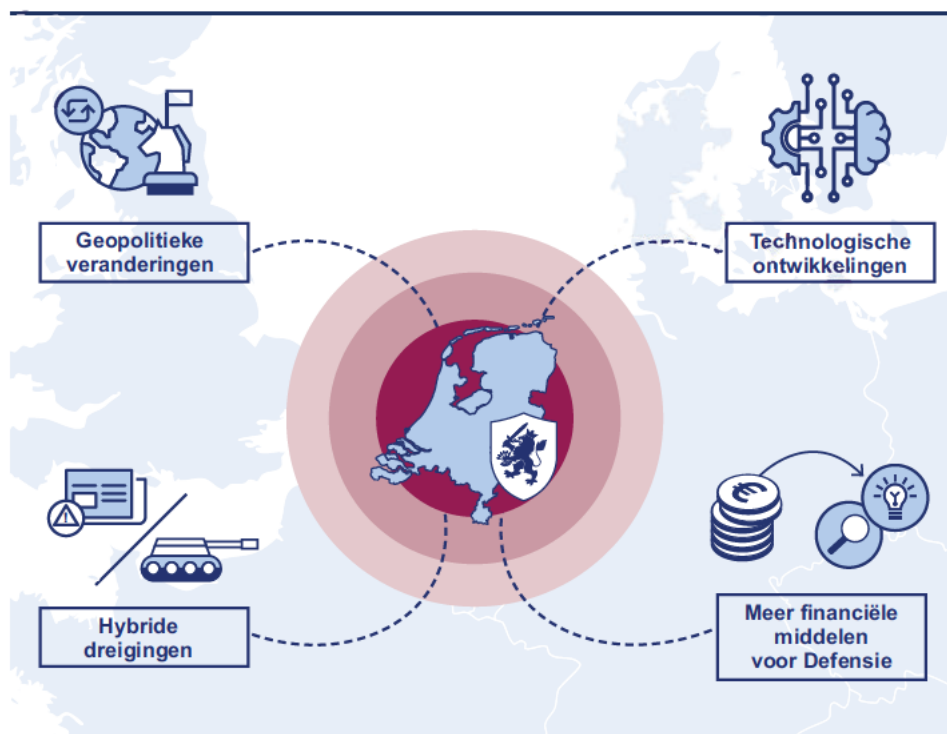 Geopolitieke
veranderingen
Technologische
ontwikkelingen
€
Hybride
dreigingen
Meer financiële
middelen
voor Defensie